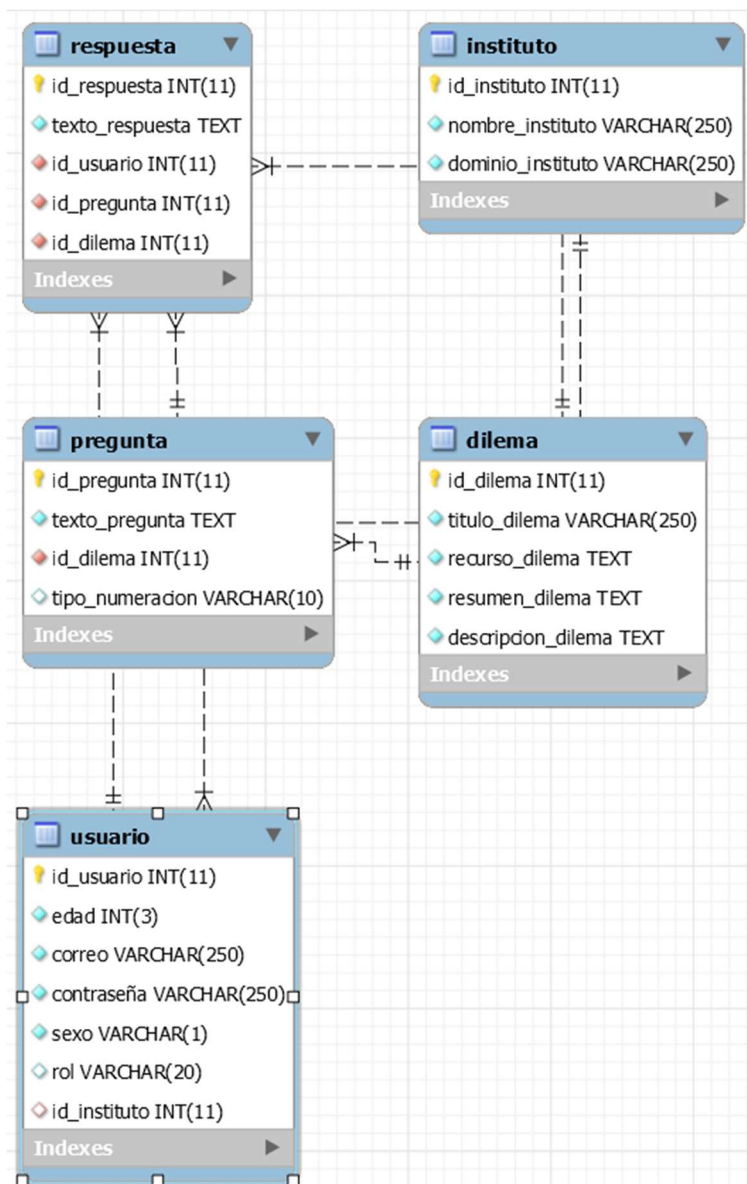 respuesta
id_respuesta INT(11)
texto_respuesta TEXT
id_usuario INT(11)
id_pregunta INT(11)
id_dilema INT(11)
Indexes
instituto
id_instituto INT(11)
nombre_instituto VARCHAR(250)
dominio_instituto VARCHAR(250)
Indexes
pregunta
id_pregunta INT(11)
texto_pregunta TEXT
id_dilema INT(11)
tipo_numeracion VARCHAR(10)
Indexes
dilema
id_dilema INT(11)
titulo_dilema VARCHAR(250)
recurso_dilema TEXT
resumen_dilema TEXT
descripcion_dilema TEXT
Indexes
usuario
id_usuario INT(11)
edad INT(3)
correo VARCHAR(250)
contraseña VARCHAR(250)
sexo VARCHAR(1)
rol VARCHAR(20)
id_instituto INT(11)
Indexes